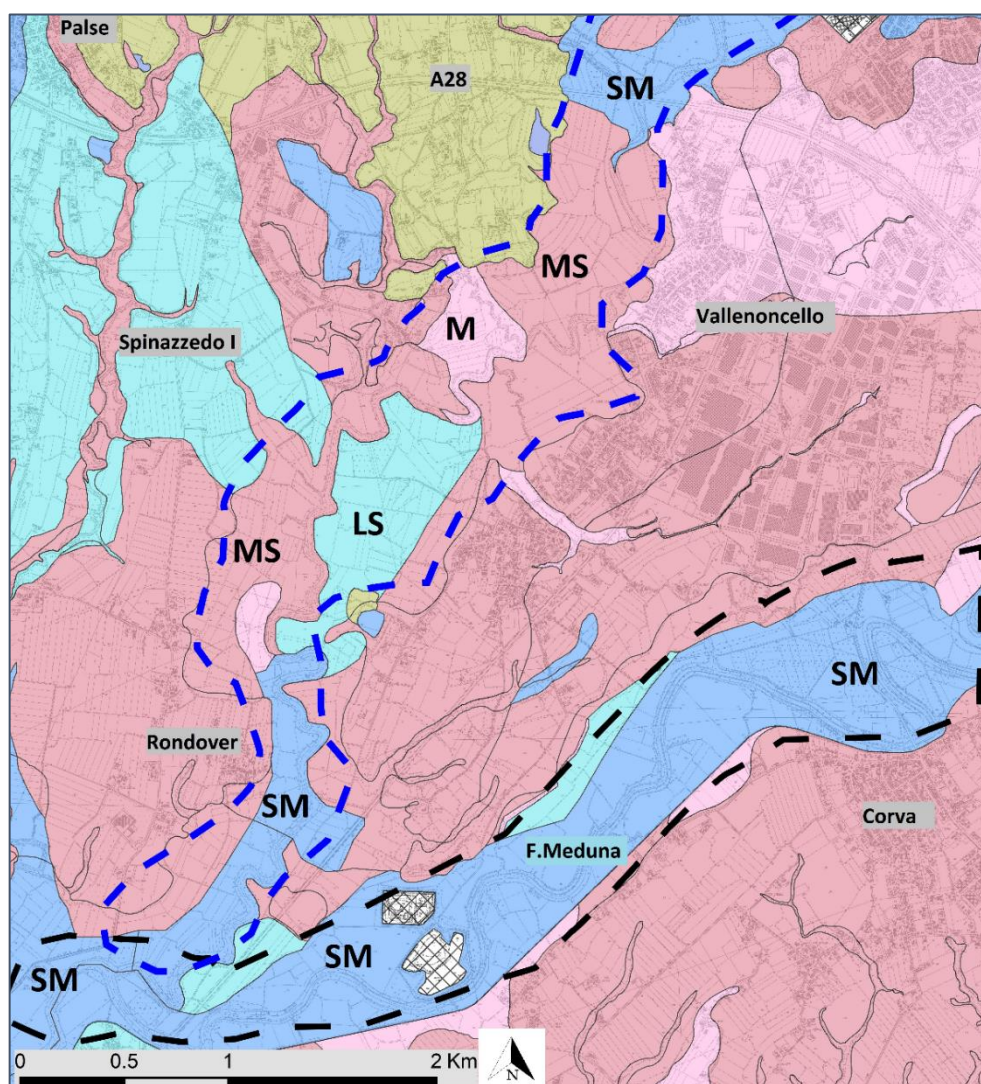 Palse
A28
SM
MS
Vallenoncello
M
Spinazzedo I
LS
MS
SM
Rondover
SM
Corva
F.Meduna
SM
SM
0 0.5 1 2 Km
N